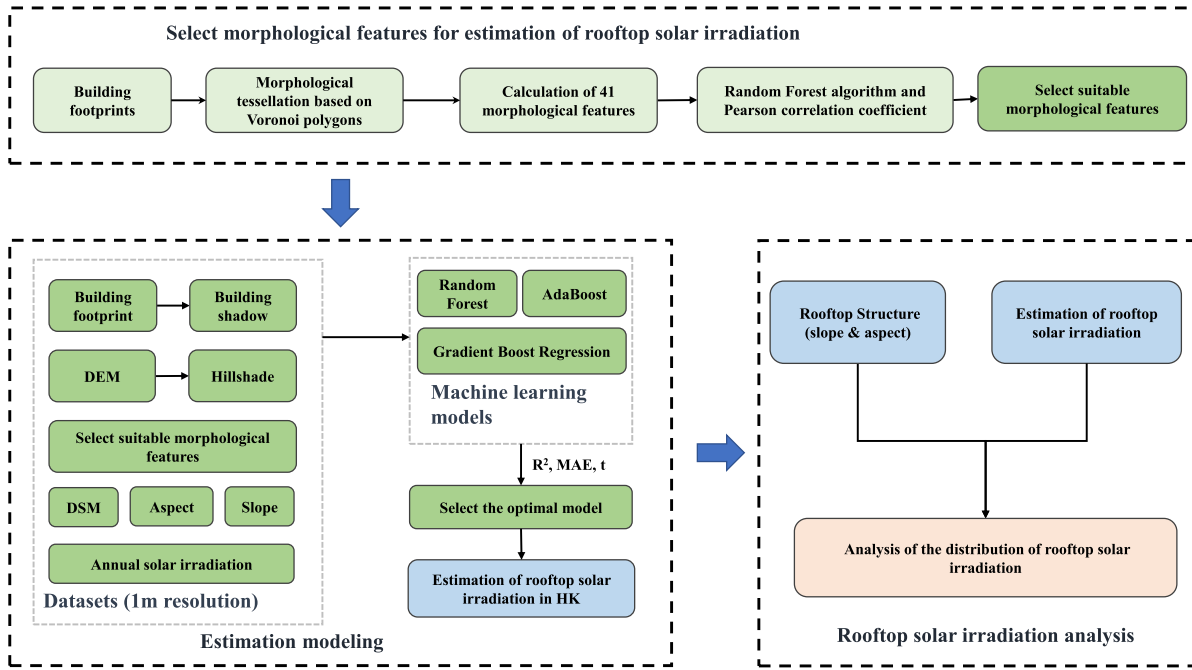 Select morphological features for estimation of rooftop solar irradiation
Building
footprints
Morphological
tessellation based on
Voronoi polygons
Calculation of 41
morphological features
Random Forest algorithm and
Pearson correlation coefficient
Select suitable
morphological features
Building
footprint
Building
shadow
DEM
Hillshade
Select suitable morphological
features
DSM
Aspect
Slope
Annual solar irradiation
Datasets (1m resolution)
Random
Forest
AdaBoost
Gradient Boost Regression
Machine learning
models
R², MAE, t
Select the optimal model
Estimation of rooftop solar
irradiation in HK
Estimation modeling
Rooftop Structure
(slope & aspect)
Estimation of rooftop
solar irradiation
Analysis of the distribution of rooftop solar
irradiation
Rooftop solar irradiation analysis